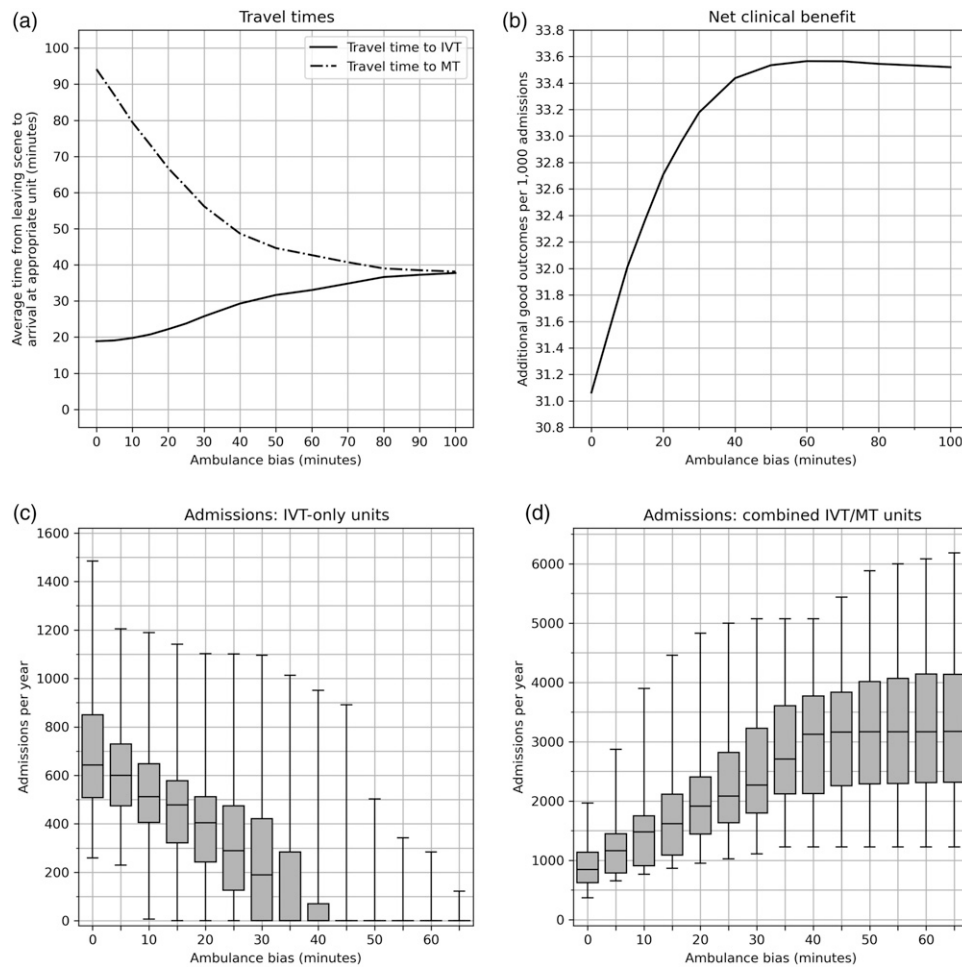 (a)
Travel times
Travel time to IVT
Travel time to MT
Average time from leaving scene to
arrival at appropriate unit (minutes)
100
90
80
70
60
50
40
30
20
10
0
0 10 20 30 40 50 60 70 80 90 100
Ambulance bias (minutes)
(b)
Net clinical benefit
Additional good outcomes per 1,000 admissions
33.8
33.6
33.4
33.2
33.0
32.8
32.6
32.4
32.2
32.0
31.8
31.6
31.4
31.2
31.0
30.8
0 20 40 60 80 100
Ambulance bias (minutes)
(c)
Admissions: IVT-only units
Admissions per year
1600
1400
1200
1000
800
600
400
200
0
0 10 20 30 40 50 60
Ambulance bias (minutes)
(d)
Admissions: combined IVT/MT units
Admissions per year
6000
5000
4000
3000
2000
1000
0
0 10 20 30 40 50 60
Ambulance bias (minutes)